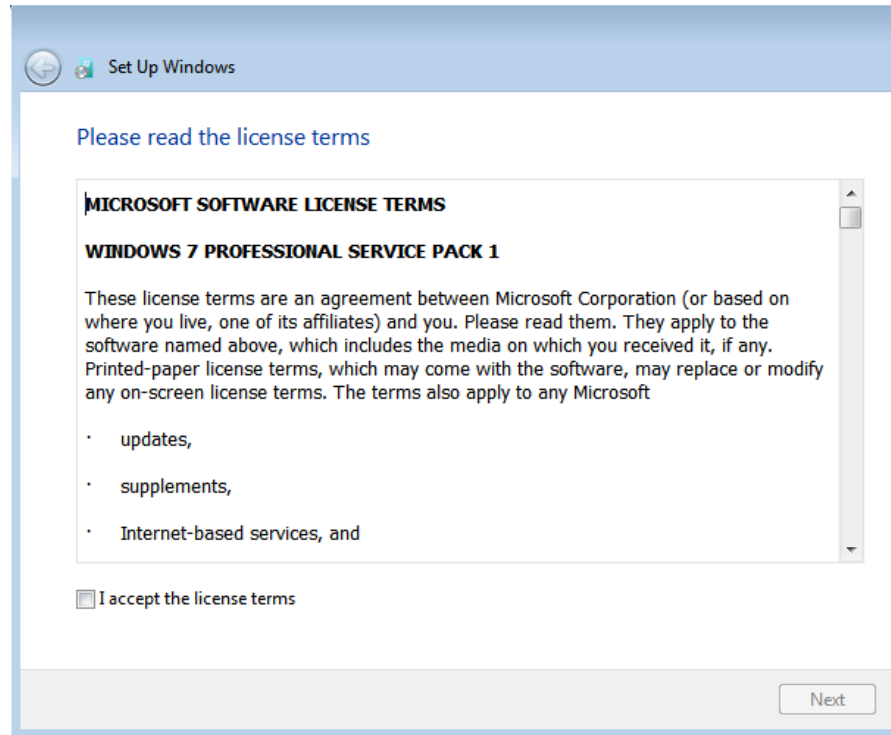 Set Up Windows
Please read the license terms
MICROSOFT SOFTWARE LICENSE TERMS
WINDOWS 7 PROFESSIONAL SERVICE PACK 1
These license terms are an agreement between Microsoft Corporation (or based on
where you live, one of its affiliates) and you. Please read them. They apply to the
software named above, which includes the media on which you received it, if any.
Printed-paper license terms, which may come with the software, may replace or modify
any on-screen license terms. The terms also apply to any Microsoft
· updates,
· supplements,
· Internet-based services, and
I accept the license terms
Next